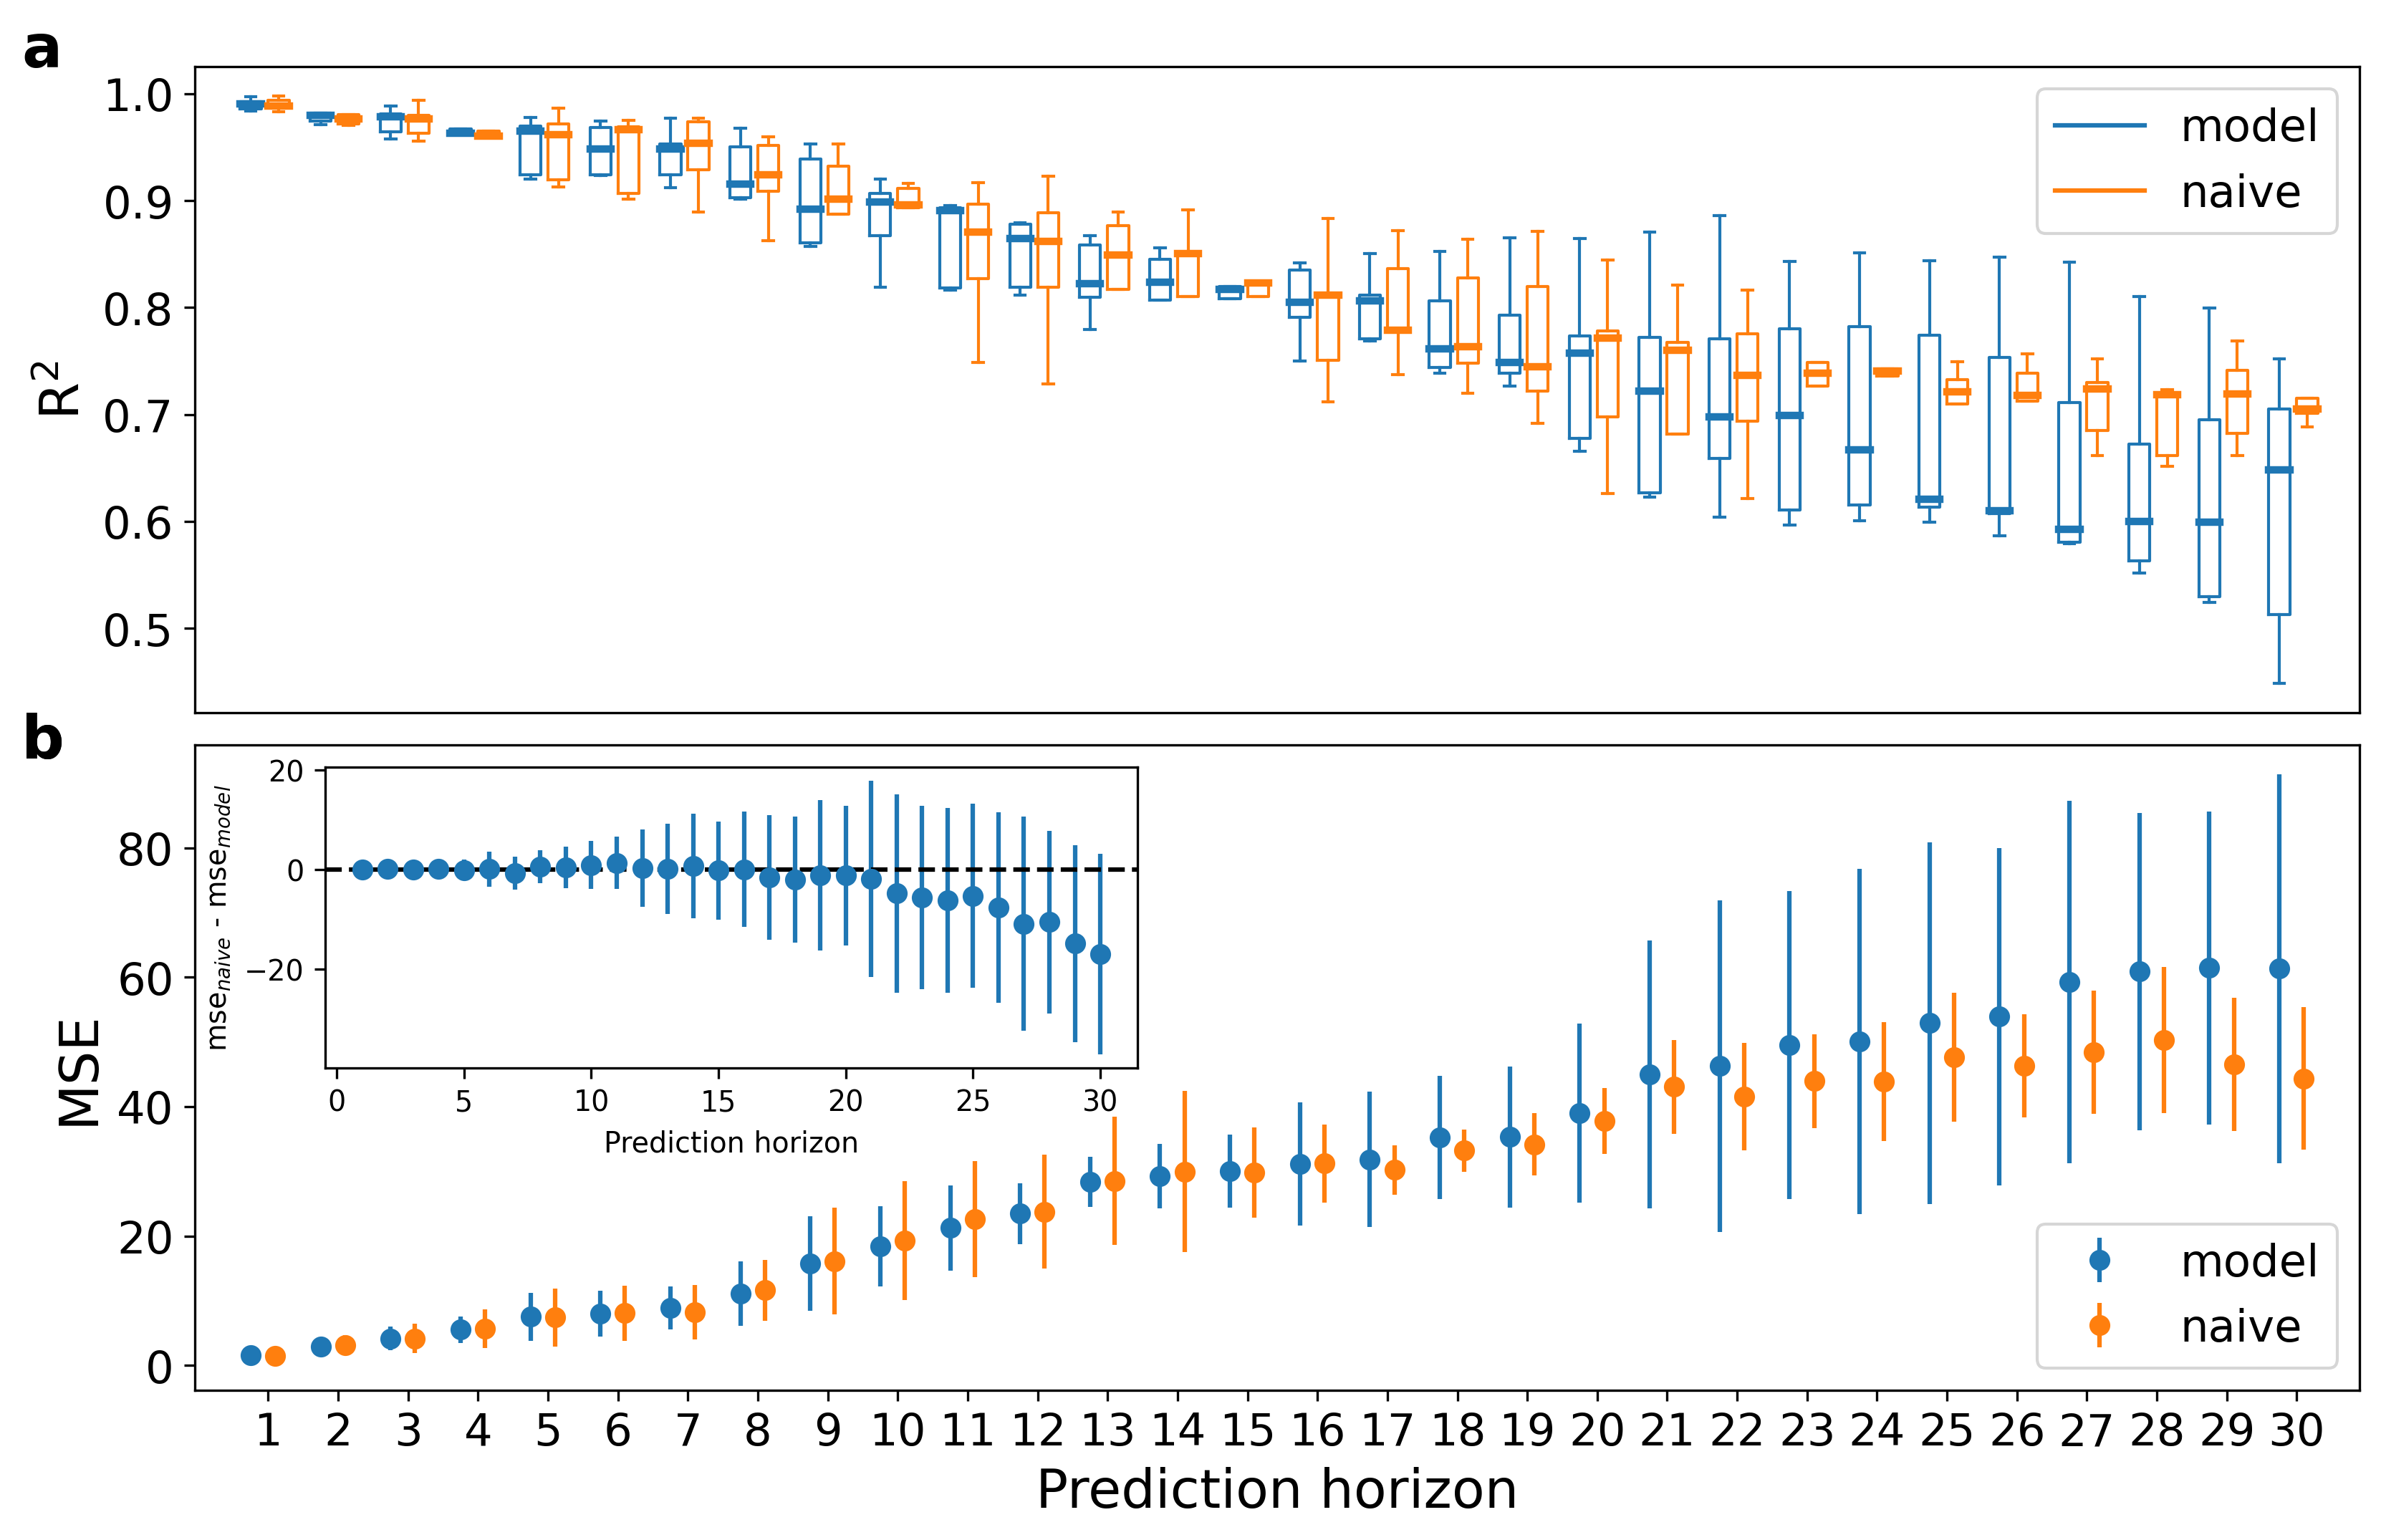 a
1.0
0.9
0.8
0.7
0.6
0.5
R²
model
naive
b
20
0
−20
mse_naive - mse_model
0 5 10 15 20 25 30
Prediction horizon
80
60
40
20
0
MSE
model
naive
1 2 3 4 5 6 7 8 9 10 11 12 13 14 15 16 17 18 19 20 21 22 23 24 25 26 27 28 29 30
Prediction horizon